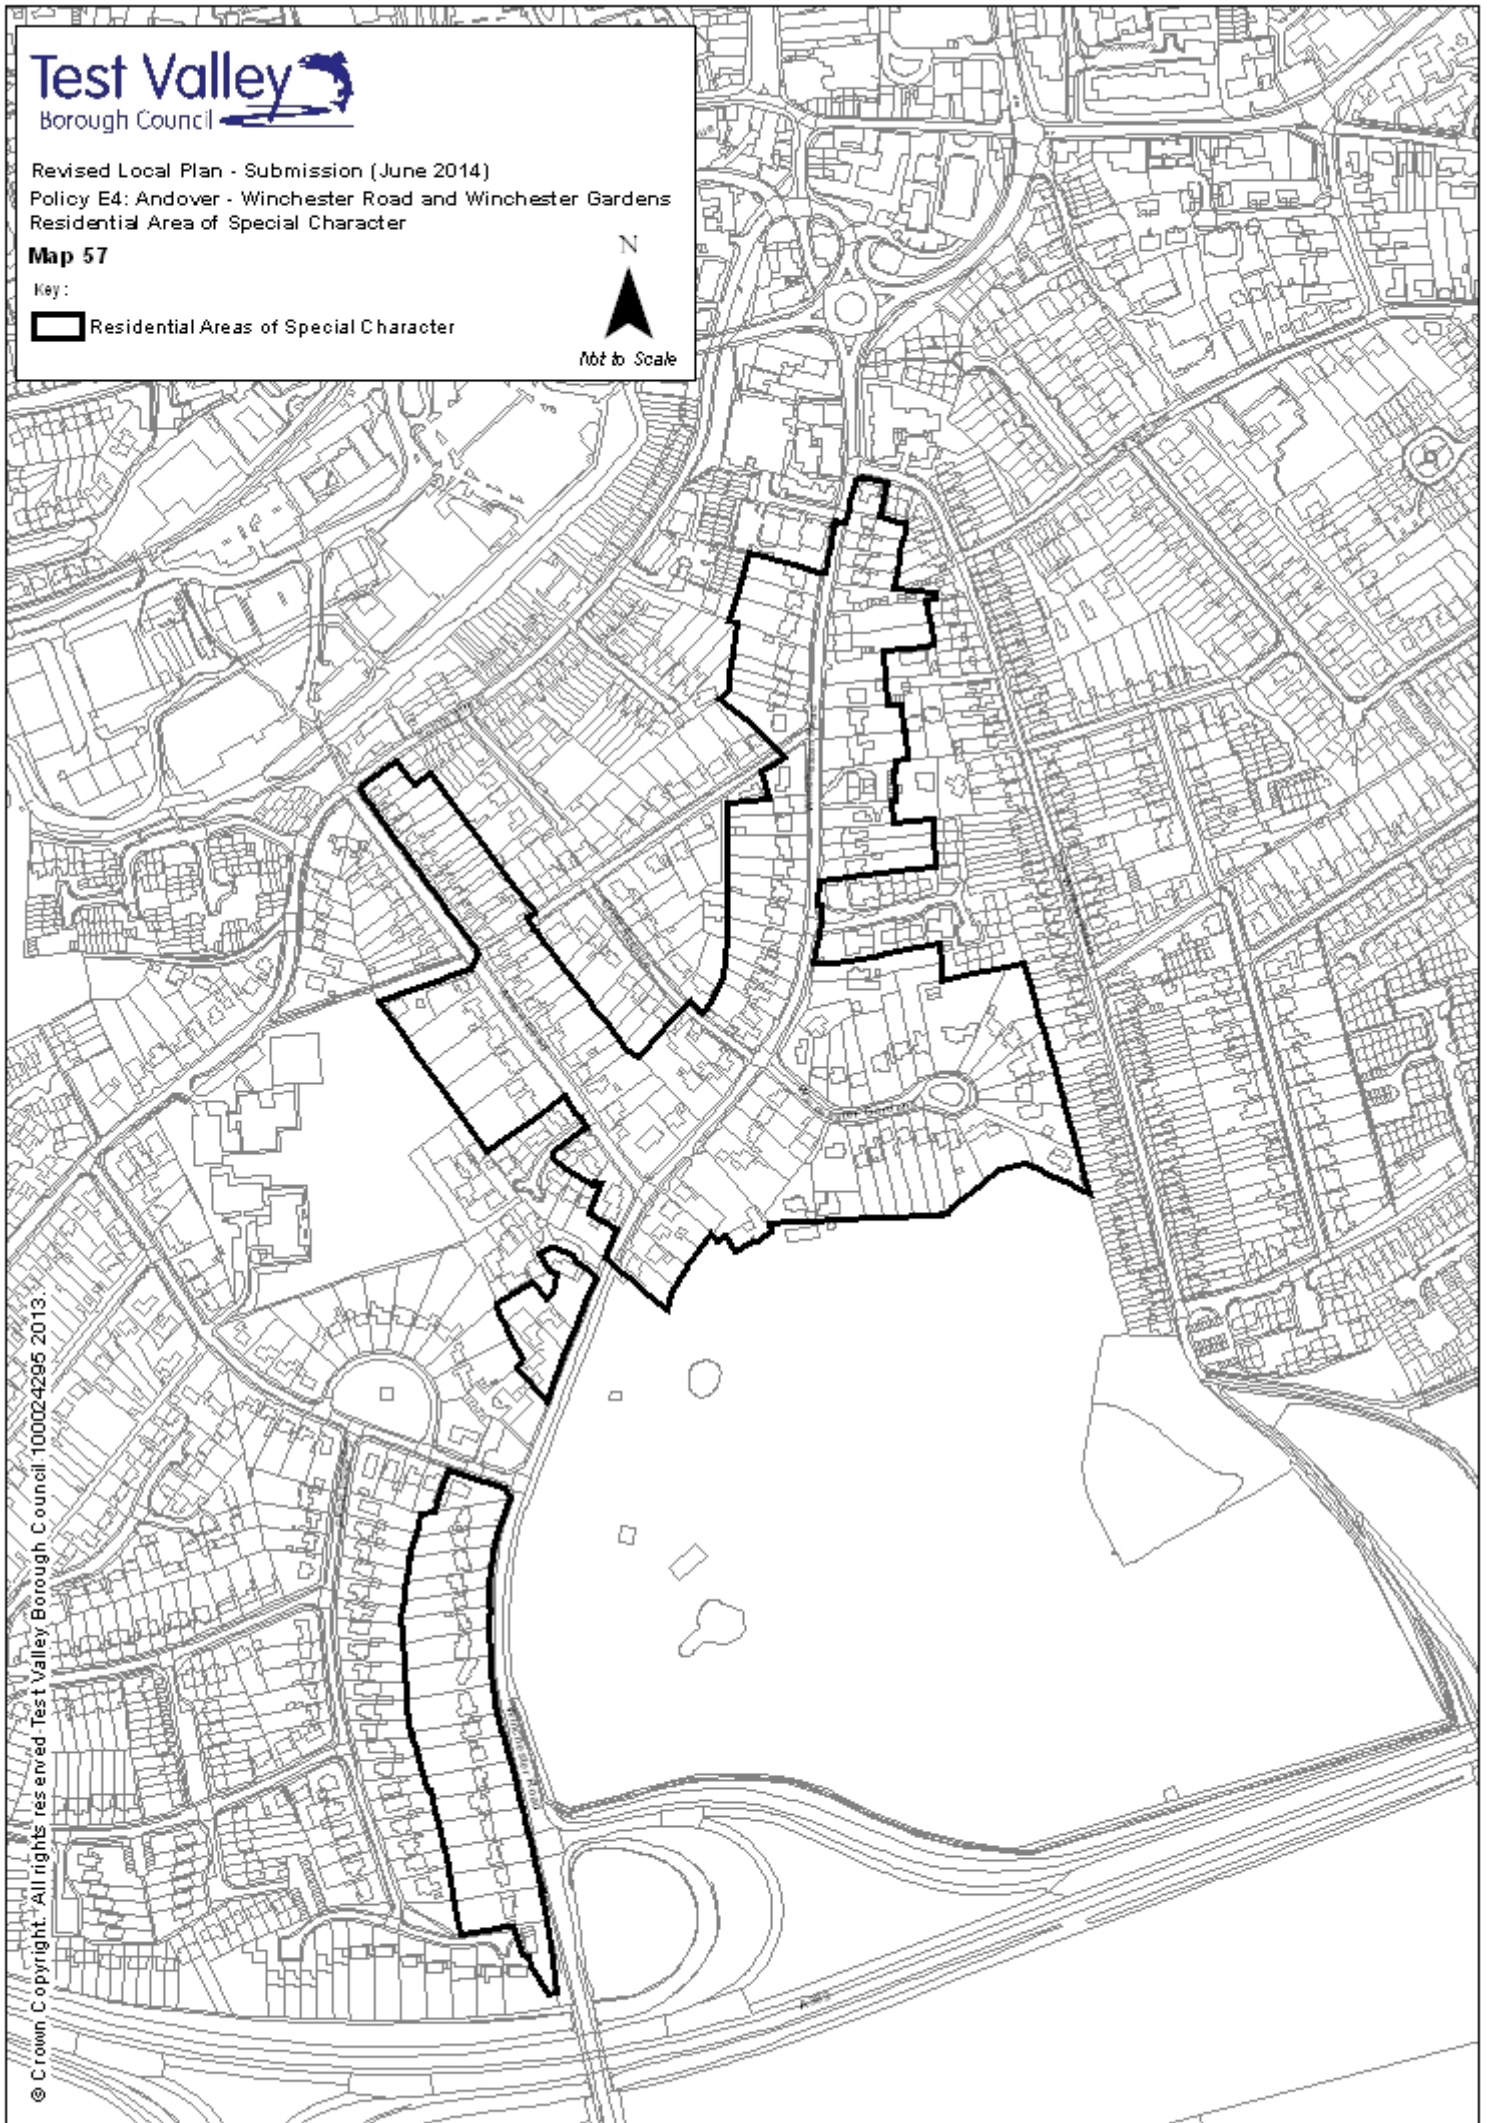 Test Valley
Borough Council
Revised Local Plan - Submission (June 2014)
Policy E4: Andover - Winchester Road and Winchester Gardens
Residential Area of Special Character
Map 57
Key :
Residential Areas of Special Character
N
Not to Scale
© Crown Copyright. All rights reserved Test Valley Borough Council 100024295 2013.
Winchester Road